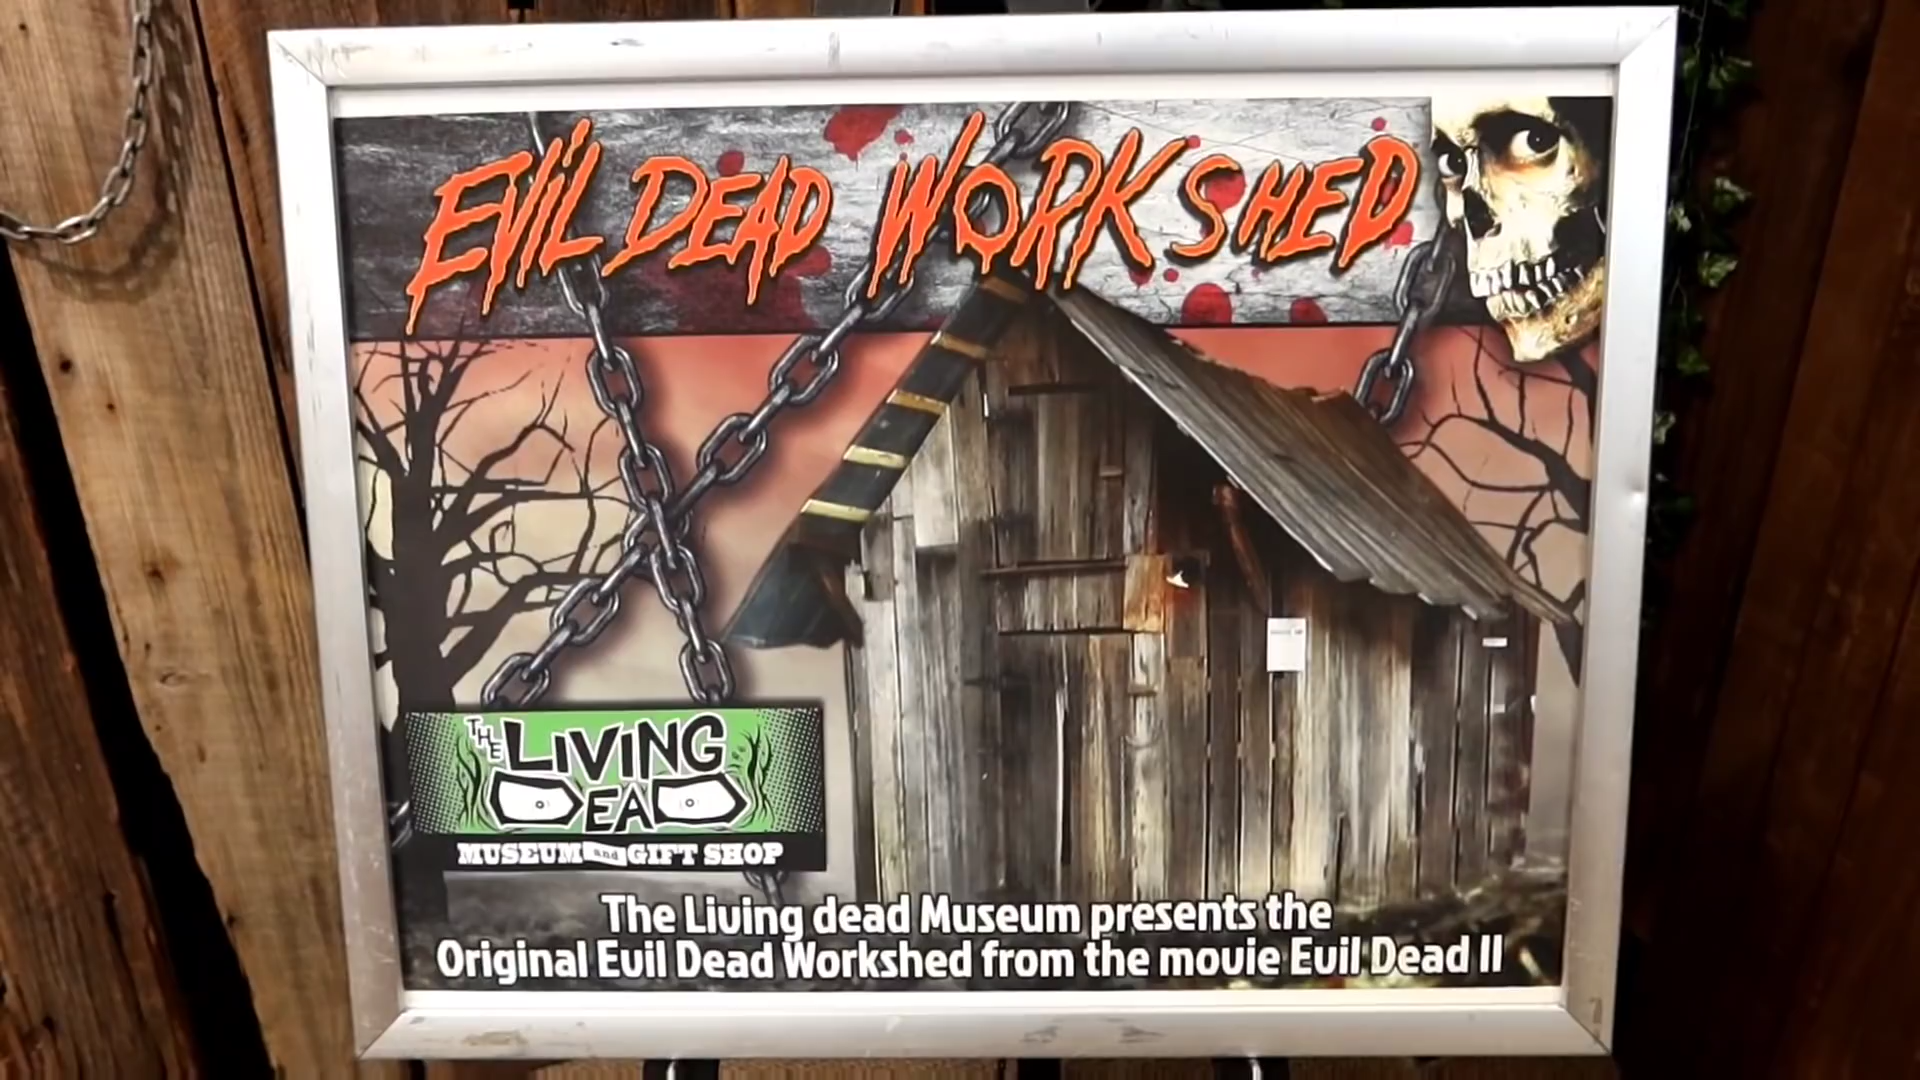 EVIL DEAD WORKSHED
THE LIVING
DEAD
MUSEUM and GIFT SHOP
The Living dead Museum presents the
Original Evil Dead Workshed from the movie Evil Dead II